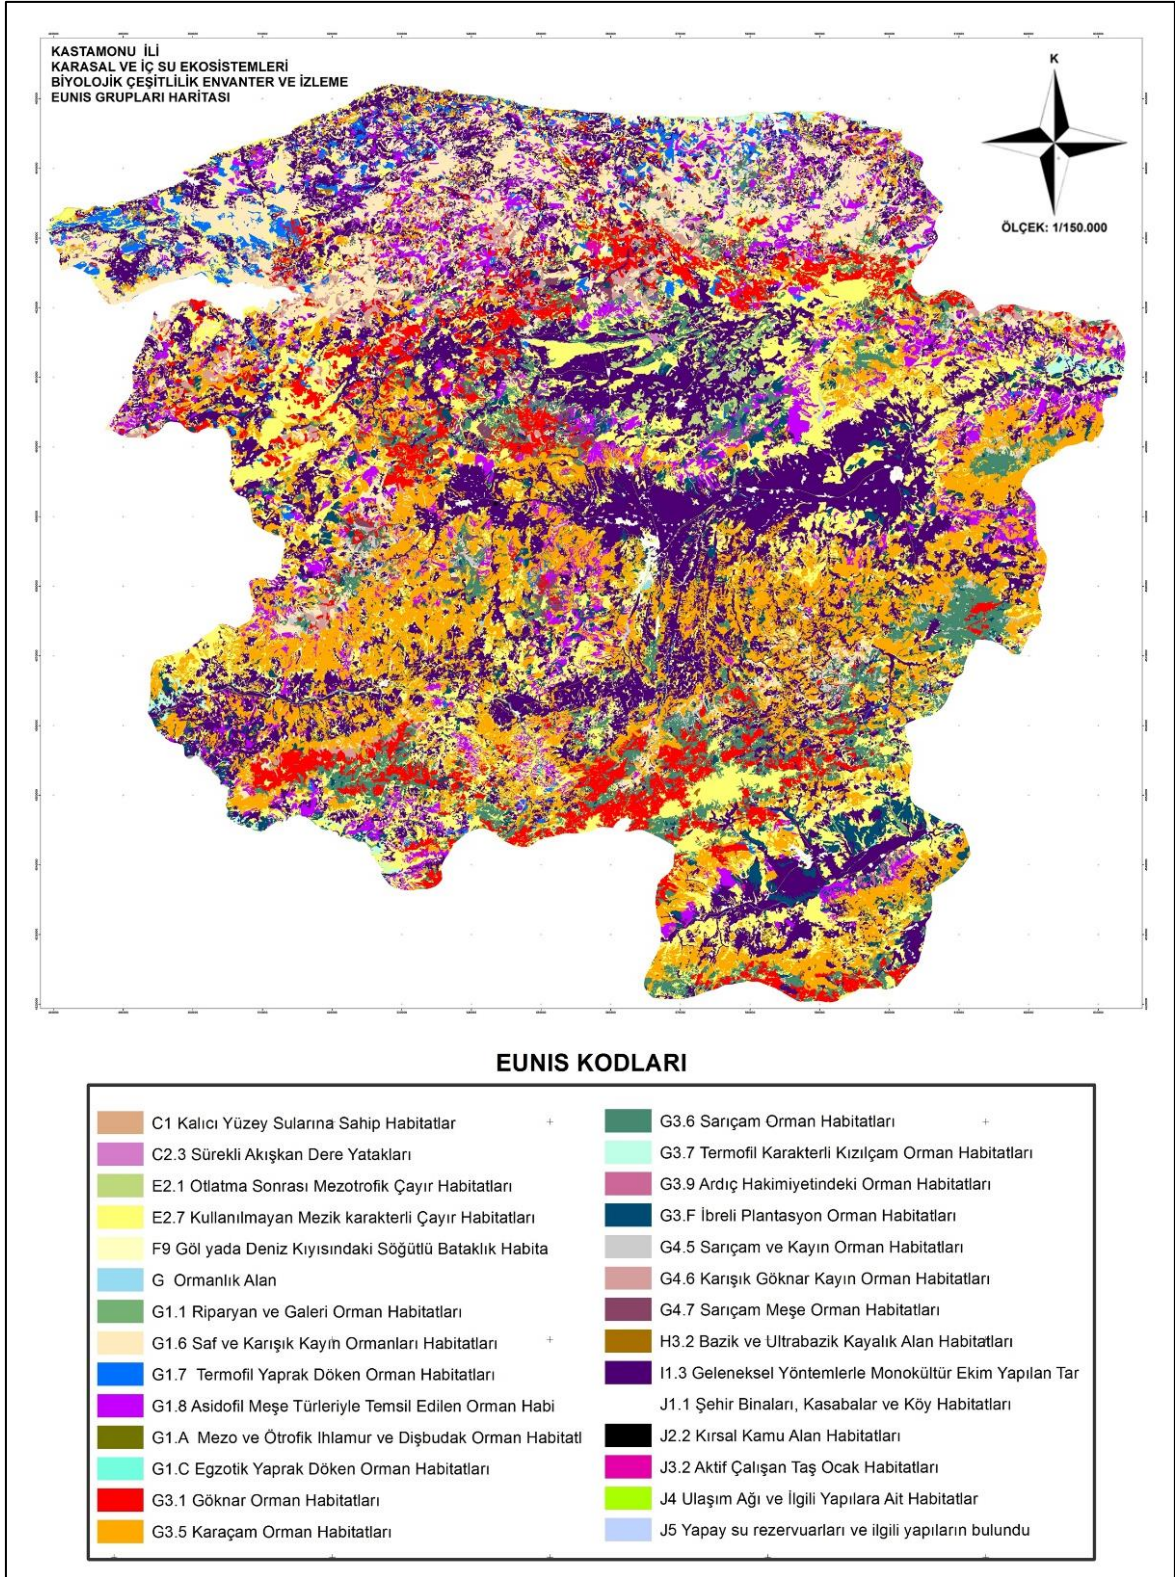 KASTAMONU İLİ
KARASAL VE İÇ SU EKOSİSTEMLERİ
BİYOLOJİK ÇEŞİTLİLİK ENVANTER VE İZLEME
EUNIS GRUPLARI HARİTASI
K
ÖLÇEK: 1/150.000
EUNIS KODLARI
C1 Kalıcı Yüzey Sularına Sahip Habitatlar
C2.3 Sürekli Akışkan Dere Yatakları
E2.1 Otlatma Sonrası Mezotrofik Çayır Habitatları
E2.7 Kullanılmayan Mezik karakterli Çayır Habitatları
F9 Göl yada Deniz Kıyısındaki Söğütlü Bataklık Habita
G Ormanlık Alan
G1.1 Riparyan ve Galeri Orman Habitatları
G1.6 Saf ve Karışık Kayın Ormanları Habitatları
G1.7 Termofil Yaprak Döken Orman Habitatları
G1.8 Asidofil Meşe Türleriyle Temsil Edilen Orman Habi
G1.A Mezo ve Ötrofik Ihlamur ve Dişbudak Orman Habitatl
G1.C Egzotik Yaprak Döken Orman Habitatları
G3.1 Göknar Orman Habitatları
G3.5 Karaçam Orman Habitatları
G3.6 Sarıçam Orman Habitatları
G3.7 Termofil Karakterli Kızılçam Orman Habitatları
G3.9 Ardıç Hakimiyetindeki Orman Habitatları
G3.F İbreli Plantasyon Orman Habitatları
G4.5 Sarıçam ve Kayın Orman Habitatları
G4.6 Karışık Göknar Kayın Orman Habitatları
G4.7 Sarıçam Meşe Orman Habitatları
H3.2 Bazik ve Ultrabazik Kayalık Alan Habitatları
I1.3 Geleneksel Yöntemlerle Monokültür Ekim Yapılan Tar
J1.1 Şehir Binaları, Kasabalar ve Köy Habitatları
J2.2 Kırsal Kamu Alan Habitatları
J3.2 Aktif Çalışan Taş Ocak Habitatları
J4 Ulaşım Ağı ve İlgili Yapılara Ait Habitatlar
J5 Yapay su rezervuarları ve ilgili yapıların bulundu